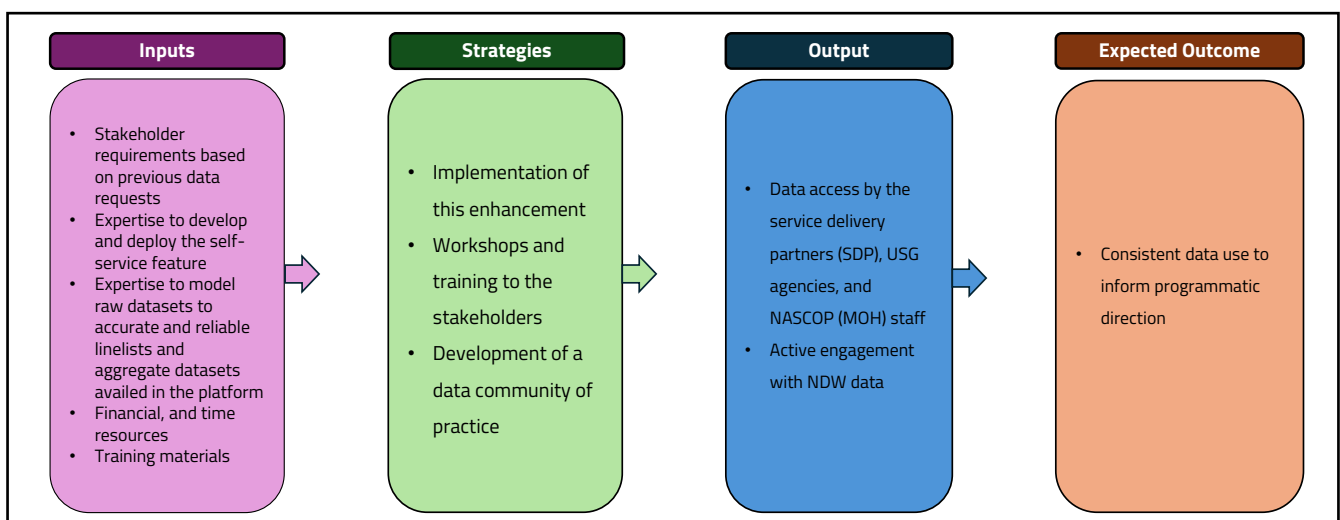 Inputs
• Stakeholder
requirements based
on previous data
requests
• Expertise to develop
and deploy the self-
service feature
• Expertise to model
raw datasets to
accurate and reliable
linelists and
aggregate datasets
availed in the platform
• Financial, and time
resources
• Training materials
Strategies
• Implementation of
this enhancement
• Workshops and
training to the
stakeholders
• Development of a
data community of
practice
Output
• Data access by the
service delivery
partners (SDP), USG
agencies, and
NASCOP (MOH) staff
• Active engagement
with NDW data
Expected Outcome
• Consistent data use to
inform programmatic
direction